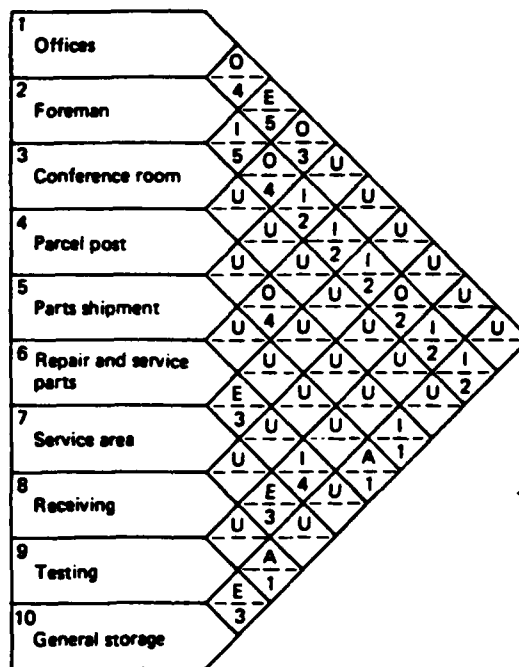 1
Offices
O
2 4 E
Foreman
I 5 O
3 5 O 3 U
Conference room
U 4 I U
4 U 2 I U
Parcel post
U U 2 I U
5 O U 2 O U
Parts shipment
U 4 U U 2 I U
6 Repair and service U U U 2 I
parts
E U U U 2
7 3 U U I
Service area
U I A 1
8 E 4 U 1
Receiving
U 3 U
9 A
Testing
E 1
10 3
General storage